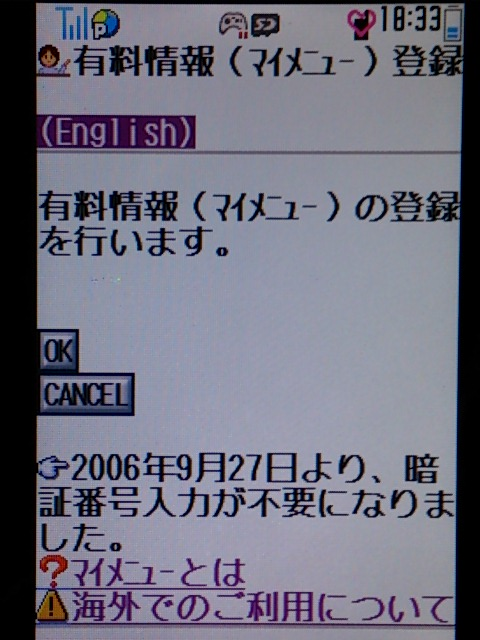 18:33
有料情報（ﾏｲﾒﾆｭｰ）登録
(English)
有料情報（ﾏｲﾒﾆｭｰ）の登録
を行います。
OK
CANCEL
2006年9月27日より、暗
証番号入力が不要になりま
した。
ﾏｲﾒﾆｭｰとは
海外でのご利用について